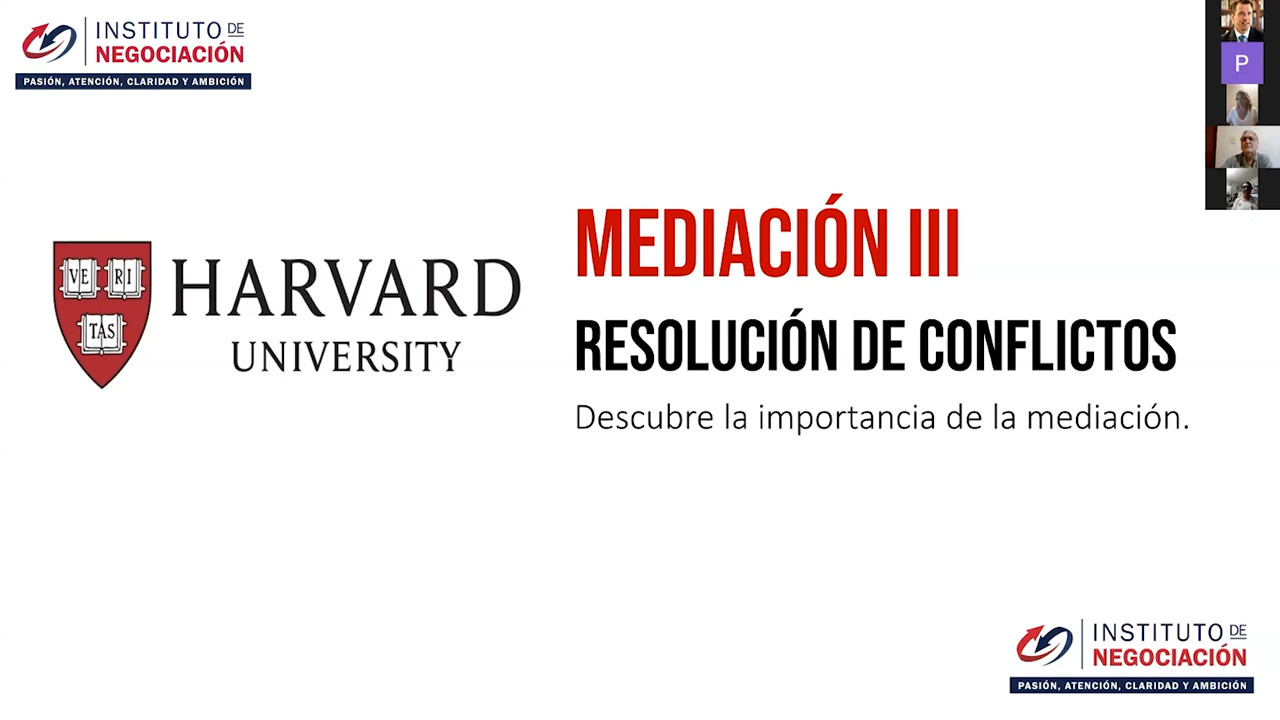 INSTITUTO DE
NEGOCIACIÓN
PASIÓN, ATENCIÓN, CLARIDAD Y AMBICIÓN
P
VE RI
TAS
HARVARD
UNIVERSITY
MEDIACIÓN III
RESOLUCIÓN DE CONFLICTOS
Descubre la importancia de la mediación.
INSTITUTO DE
NEGOCIACIÓN
PASIÓN, ATENCIÓN, CLARIDAD Y AMBICIÓN